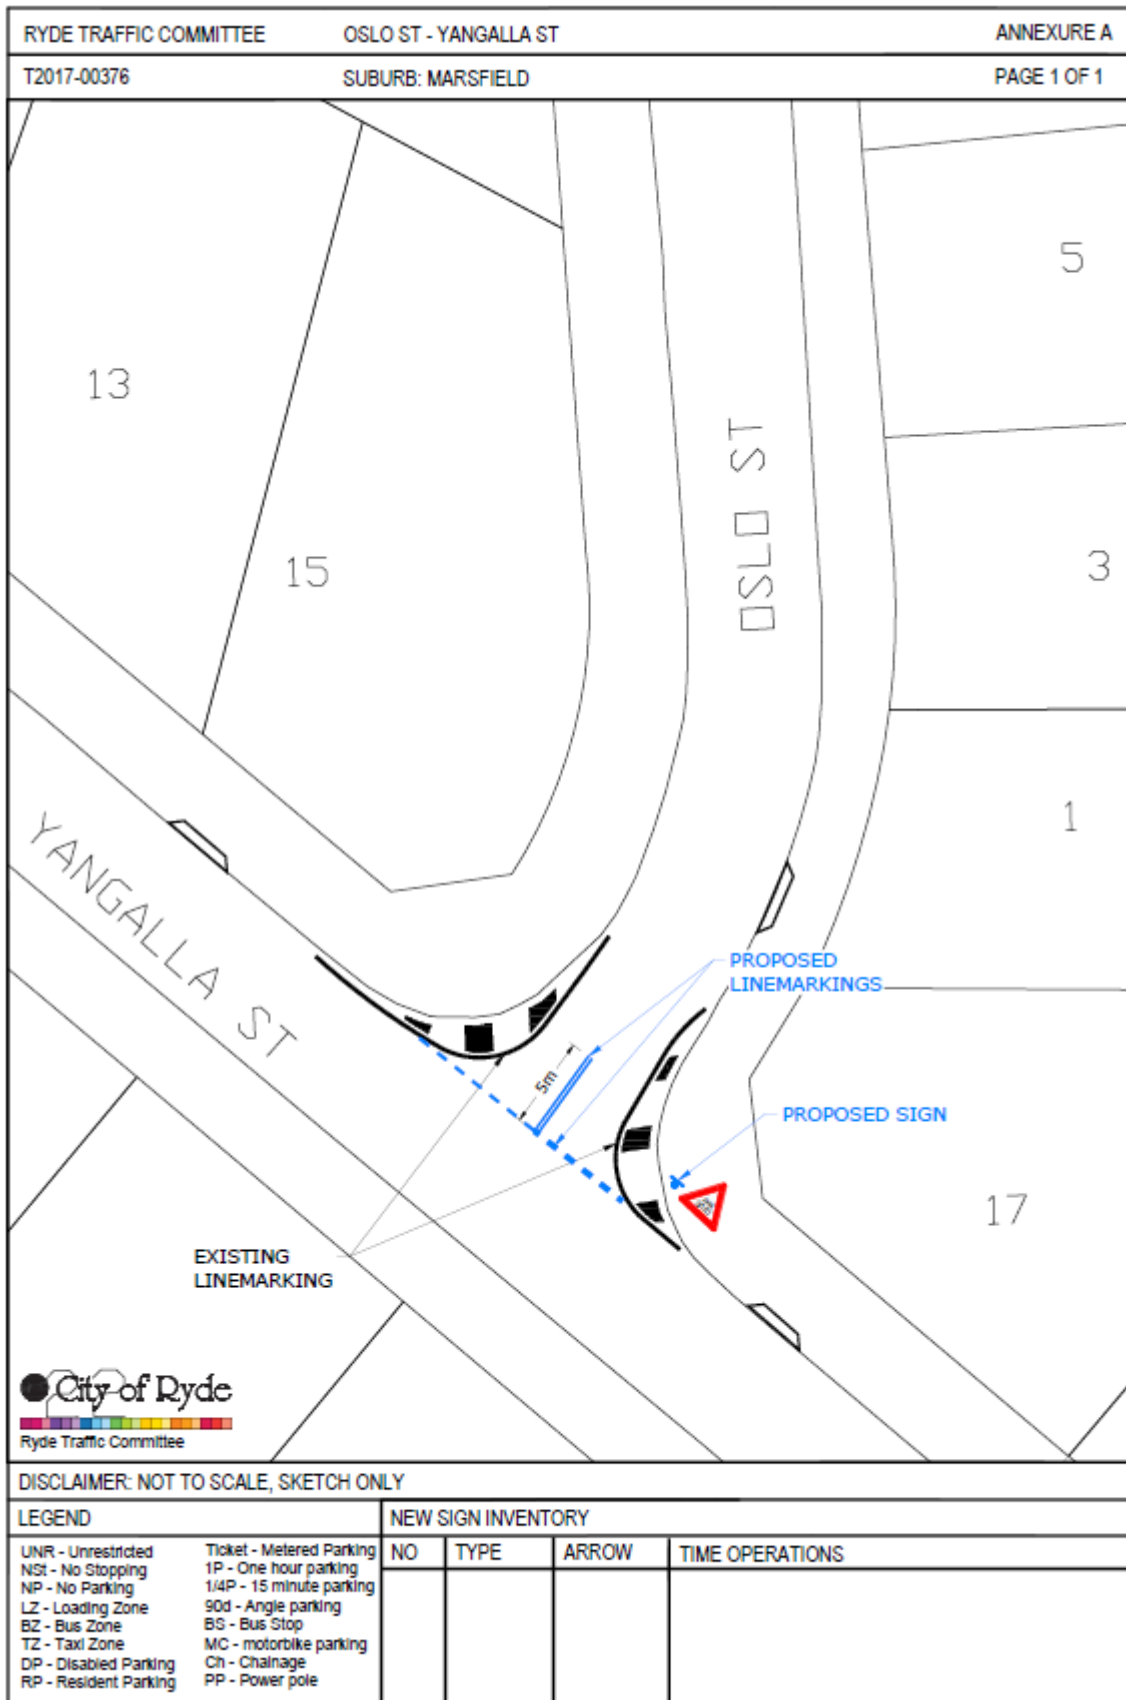 RYDE TRAFFIC COMMITTEE OSLO ST - YANGALLA ST ANNEXURE A
T2017-00376 SUBURB: MARSFIELD PAGE 1 OF 1
5
13
OSLO ST
15
3
1
YANGALLA ST
PROPOSED
LINEMARKINGS
5m
PROPOSED SIGN
17
EXISTING
LINEMARKING
City of Ryde
Ryde Traffic Committee
DISCLAIMER: NOT TO SCALE, SKETCH ONLY
LEGEND
UNR - Unrestricted
NSt - No Stopping
NP - No Parking
LZ - Loading Zone
BZ - Bus Zone
TZ - Taxi Zone
DP - Disabled Parking
RP - Resident Parking
Ticket - Metered Parking
1P - One hour parking
1/4P - 15 minute parking
90d - Angle parking
BS - Bus Stop
MC - motorbike parking
Ch - Chainage
PP - Power pole
NEW SIGN INVENTORY
NO TYPE ARROW TIME OPERATIONS